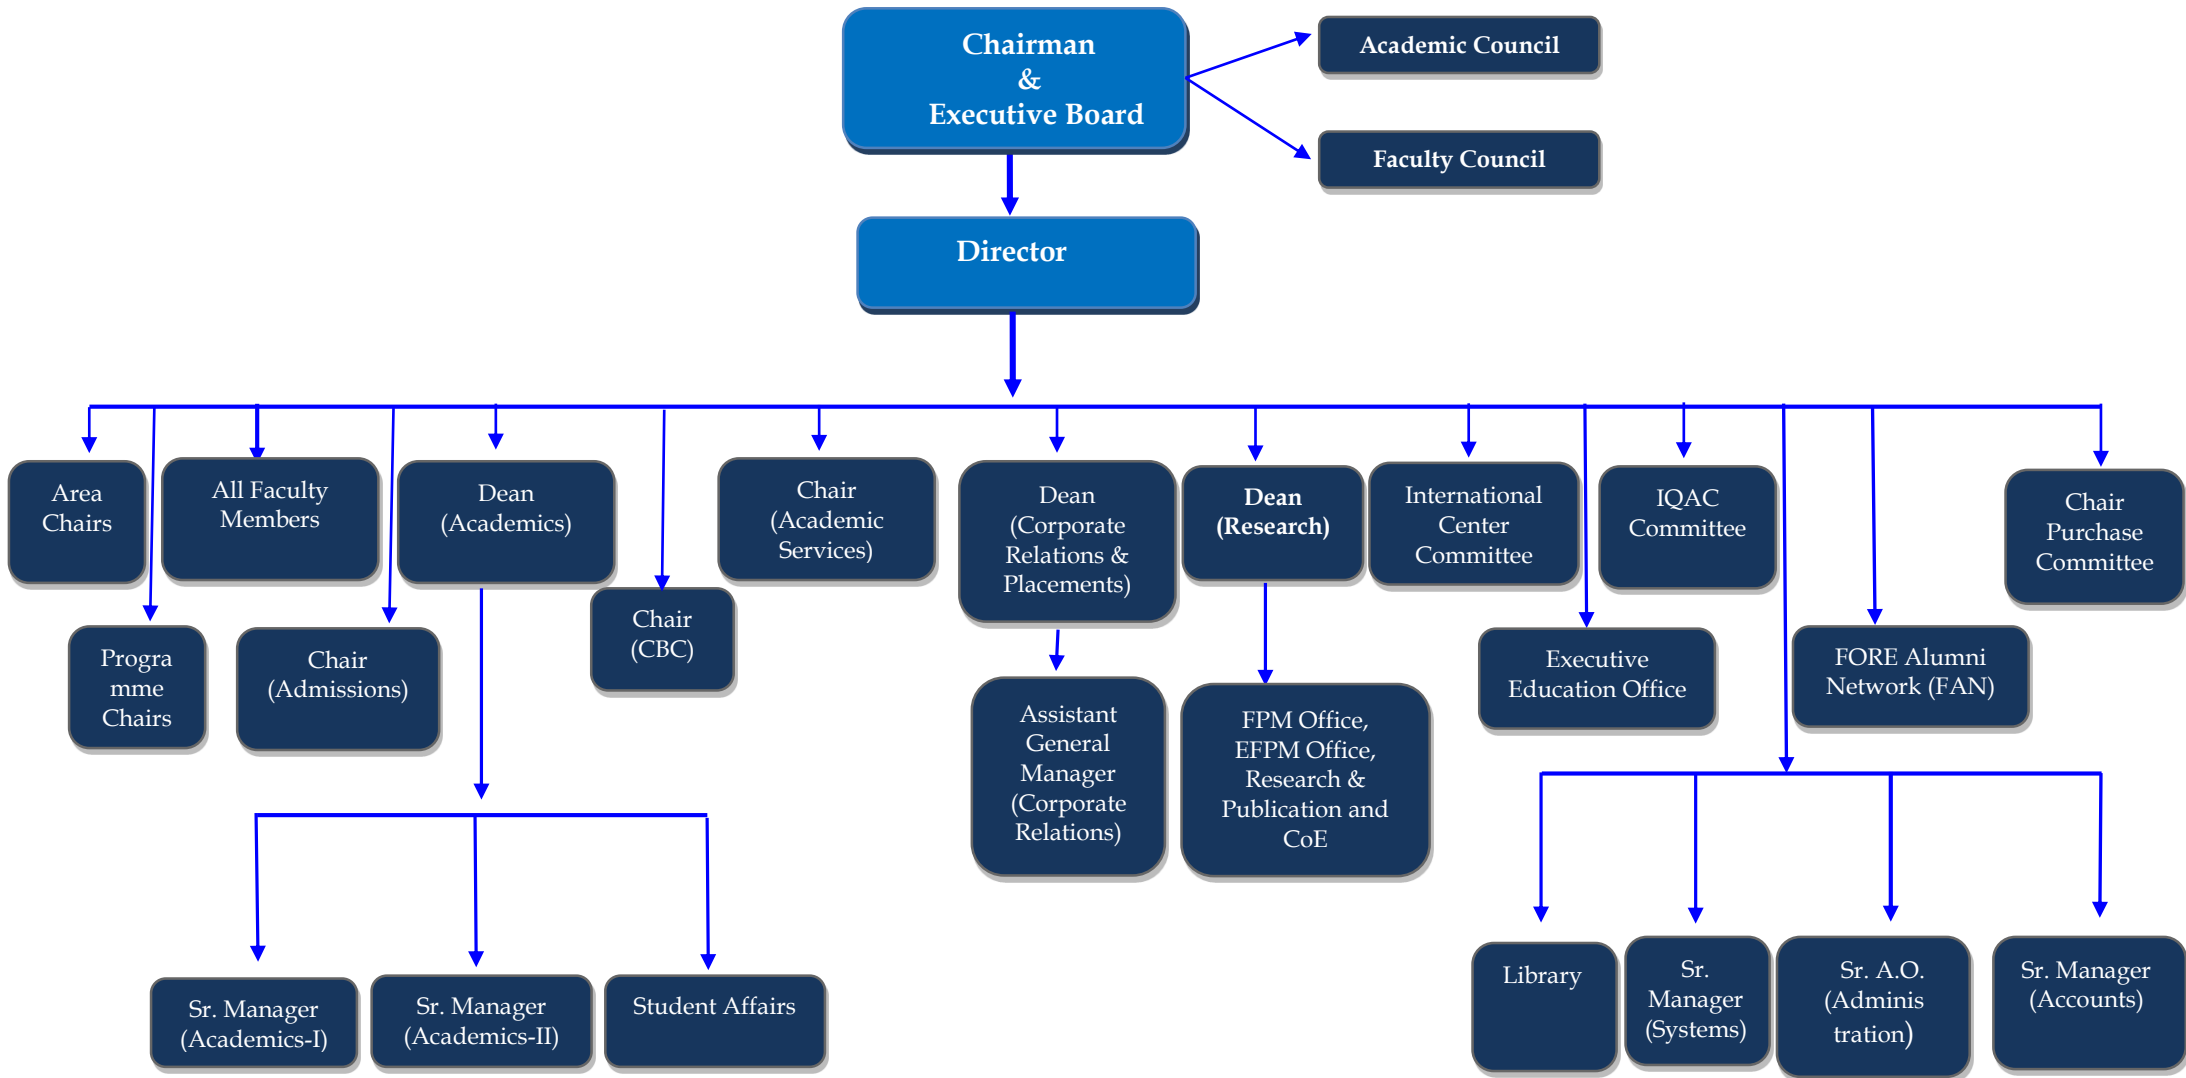 Chairman
&
Executive Board
Academic Council
Faculty Council
Director
Area
Chairs
All Faculty
Members
Dean
(Academics)
Chair
(Academic
Services)
Dean
(Corporate
Relations &
Placements)
Dean
(Research)
International
Center
Committee
IQAC
Committee
Chair
Purchase
Committee
Progra
mme
Chairs
Chair
(Admissions)
Chair
(CBC)
Executive
Education Office
FORE Alumni
Network (FAN)
Assistant
General
Manager
(Corporate
Relations)
FPM Office,
EFPM Office,
Research &
Publication and
CoE
Sr. Manager
(Academics-I)
Sr. Manager
(Academics-II)
Student Affairs
Library
Sr.
Manager
(Systems)
Sr. A.O.
(Adminis
tration)
Sr. Manager
(Accounts)